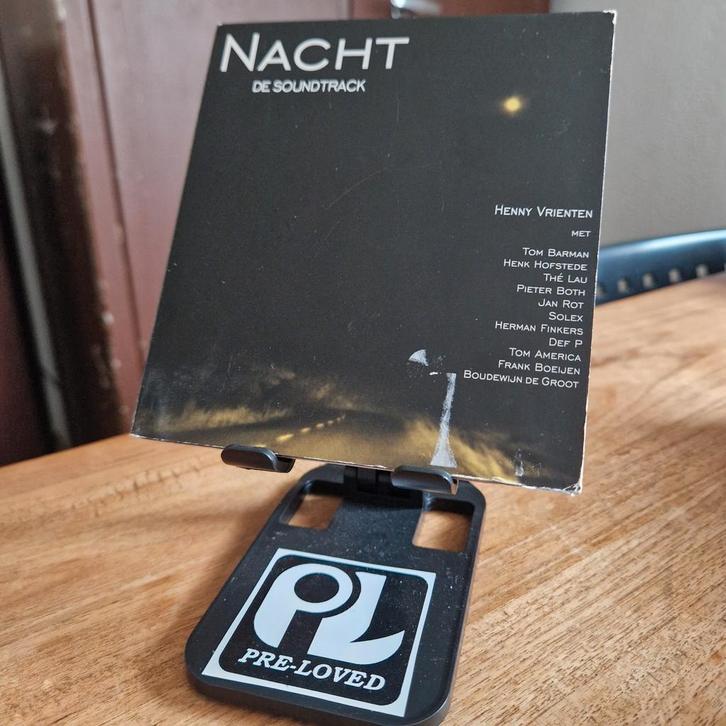 NACHT
DE SOUNDTRACK
HENNY VRIENTEN
MET
TOM BARMAN
HENK HOFSTEDE
THÉ LAU
PIETER BOTH
JAN ROT
SOLEX
HERMAN FINKERS
DEF P
TOM AMERICA
FRANK BOEIJEN
BOUDEWIJN DE GROOT
PL
PRE-LOVED